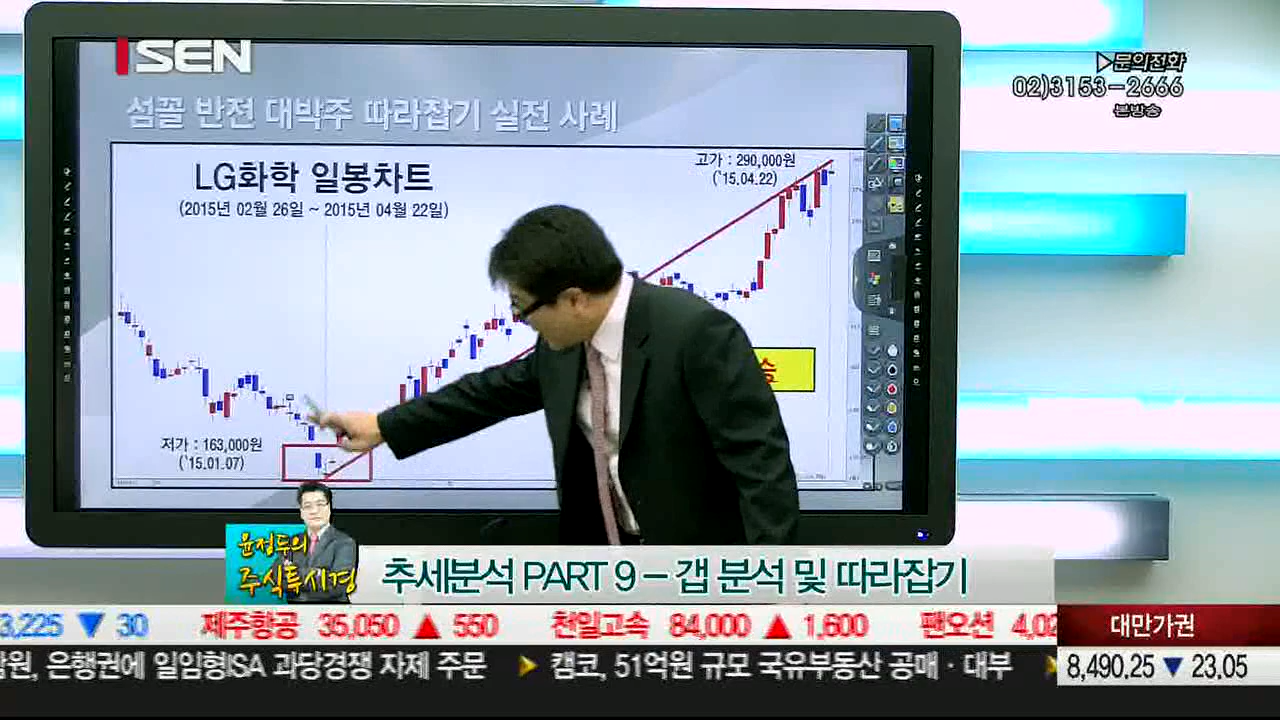 SEN
▶문의전화
02)3153-2666
본방송
섬꼴 반전 대박주 따라잡기 실전 사례
LG화학 일봉차트
(2015년 02월 26일 ~ 2015년 04월 22일)
고가 : 290,000원
(`15.04.22)
승
저가 : 163,000원
(`15.01.07)
윤정두의
주식투시경
추세분석 PART 9 – 갭 분석 및 따라잡기
3,225 ▼ 30 제주항공 35,050 ▲ 550 천일고속 84,000 ▲ 1,600 팬오션 4,02
대만가권
원, 은행권에 일임형ISA 과당경쟁 자제 주문 ▶ 캠코, 51억원 규모 국유부동산 공매·대부
8,490.25 ▼ 23.05